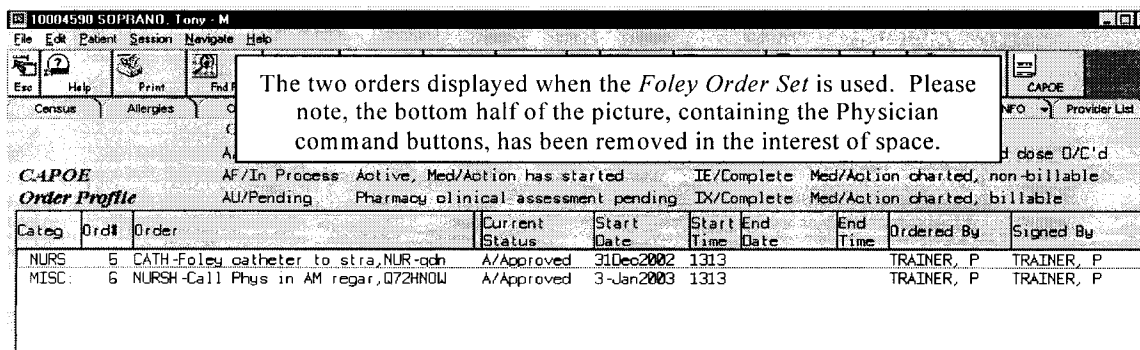 10004590 SOPRANO, Tony - M
File Edit Patient Session Navigate Help
Esc Help Print CAPOE
Census Allergies Provider List
The two orders displayed when the Foley Order Set is used. Please
note, the bottom half of the picture, containing the Physician
command buttons, has been removed in the interest of space.
dose D/C'd
CAPOE AF/In Process Active, Med/Action has started IE/Complete Med/Action charted, non-billable
Order Profile AU/Pending Pharmacy clinical assessment pending IX/Complete Med/Action charted, billable
Categ Ord# Order Current Status Start Date Start Time End Date End Time Ordered By Signed By
NURS 5 CATH-Foley catheter to stra,NUR-qdn A/Approved 31Dec2002 1313 TRAINER, P TRAINER, P
MISC: 6 NURSH-Call Phys in AM regar,Q72HNOW A/Approved 3-Jan2003 1313 TRAINER, P TRAINER, P